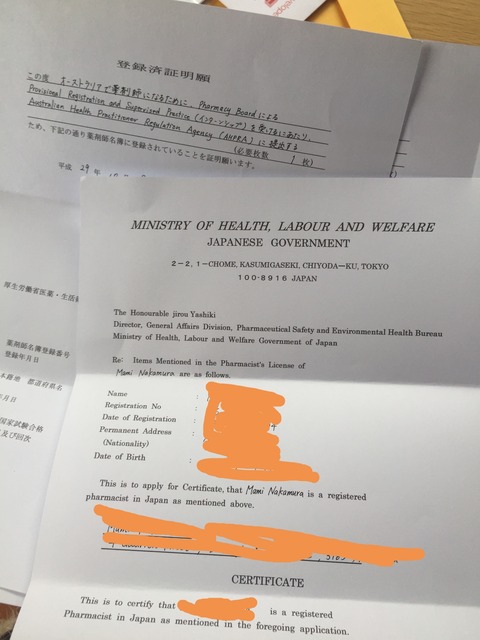 登録済証明願
この度 オーストラリアで薬剤師になるために、Pharmacy Boardによる
Provisional Registration and Supervised Practice (インターンシップ) を受けるにあたり、
Australian Health Practitioner Regulation Agency (AHPRA) に提出する
(必要枚数 1 枚)
ため、下記の通り薬剤師名簿に登録されていることを証明願います。
平成 29 年
厚生労働省医薬・生活
薬剤師名簿登録番号
登録年月日
本籍地 都道府県名
月日
国家試験合格
及び回次
MINISTRY OF HEALTH, LABOUR AND WELFARE
JAPANESE GOVERNMENT
2-2, 1-CHOME, KASUMIGASEKI, CHIYODA-KU, TOKYO
100-8916 JAPAN
The Honourable jirou Yashiki
Director, General Affairs Division, Pharmaceutical Safety and Environmental Health Bureau
Ministry of Health, Labour and Welfare Government of Japan
Re: Items Mentioned in the Pharmacist's License of
Mami Nakamura are as follows.
Name :
Registration No :
Date of Registration :
Permanent Address :
(Nationality)
Date of Birth :
This is to apply for Certificate, that Mami Nakamura is a registered
pharmacist in Japan as mentioned above.
CERTIFICATE
This is to certify that is a registered
Pharmacist in Japan as mentioned in the foregoing application.